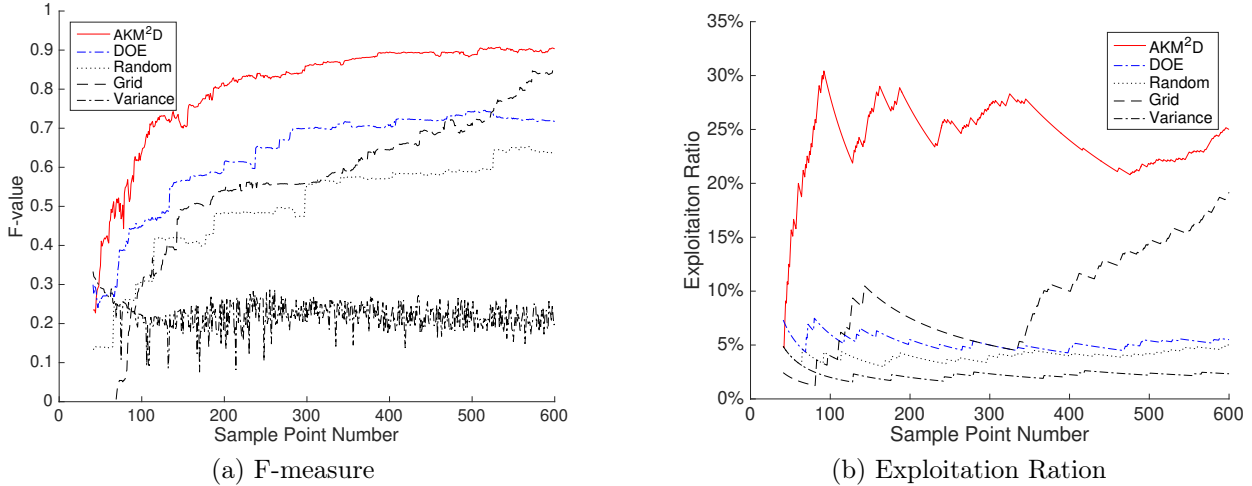 1
0.9
0.8
0.7
0.6
0.5
0.4
0.3
0.2
0.1
0
F-value
AKM²D
DOE
Random
Grid
Variance
0 100 200 300 400 500 600
Sample Point Number
(a) F-measure
35%
30%
25%
20%
15%
10%
5%
0%
Exploitaiton Ratio
AKM²D
DOE
Random
Grid
Variance
0 100 200 300 400 500 600
Sample Point Number
(b) Exploitation Ration